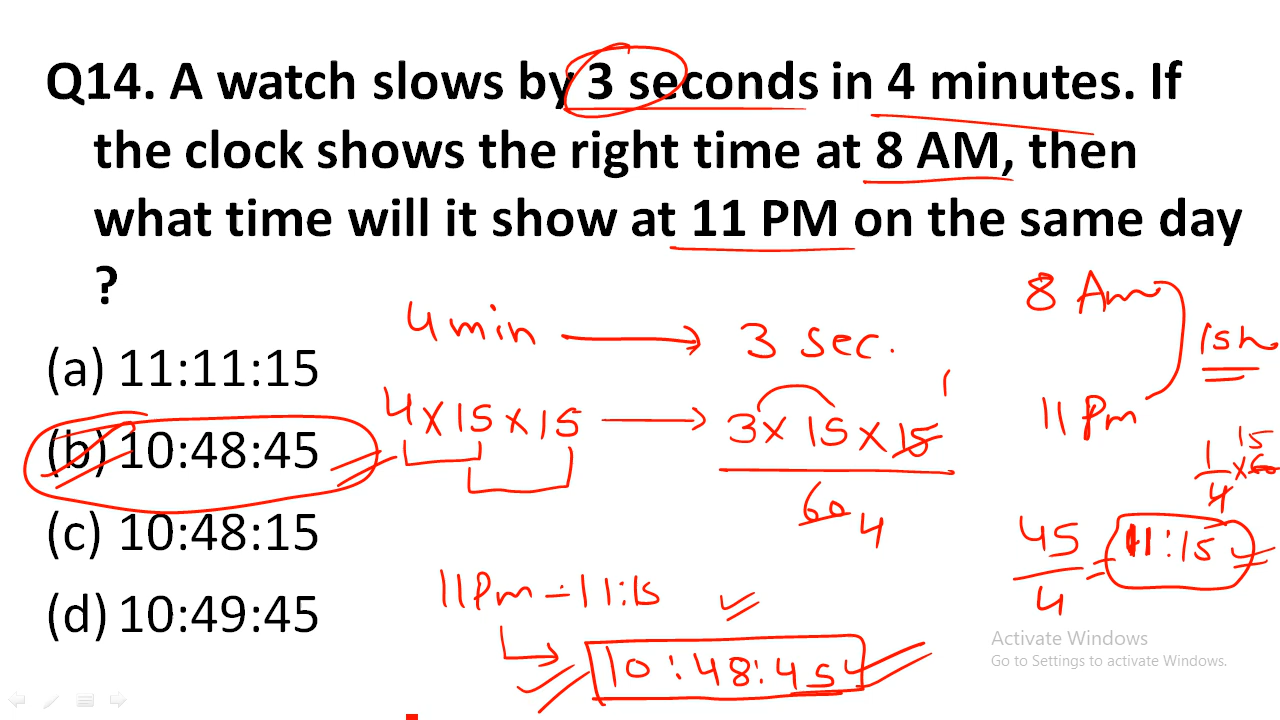 Q14. A watch slows by 3 seconds in 4 minutes. If
the clock shows the right time at 8 AM, then
what time will it show at 11 PM on the same day
?
(a) 11:11:15
(b) 10:48:45
(c) 10:48:15
(d) 10:49:45
4 min → 3 sec.
4 × 15 × 15 → 3 × 15 × 15
60 4
8 Am
15h
11 Pm
1/4 × 60 15
45/4 = 11:15
11 Pm - 11:15
10:48:45
Activate Windows
Go to Settings to activate Windows.